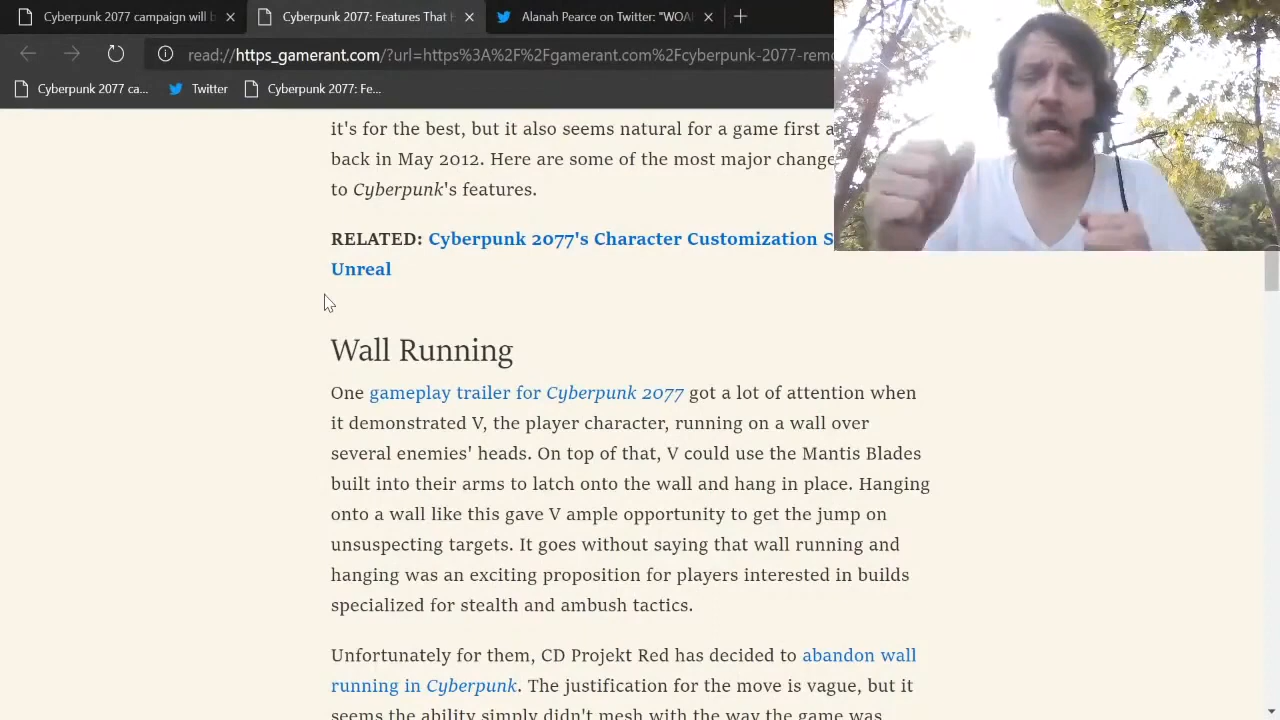 Cyberpunk 2077 campaign will b
Cyberpunk 2077: Features That
Alanah Pearce on Twitter: "WOA
read://https_gamerant.com/?url=https%3A%2F%2Fgamerant.com%2Fcyberpunk-2077-remo
Cyberpunk 2077 ca...
Twitter
Cyberpunk 2077: Fe...
it's for the best, but it also seems natural for a game first a
back in May 2012. Here are some of the most major change
to Cyberpunk's features.
RELATED: Cyberpunk 2077's Character Customization S
Unreal
Wall Running
One gameplay trailer for Cyberpunk 2077 got a lot of attention when
it demonstrated V, the player character, running on a wall over
several enemies' heads. On top of that, V could use the Mantis Blades
built into their arms to latch onto the wall and hang in place. Hanging
onto a wall like this gave V ample opportunity to get the jump on
unsuspecting targets. It goes without saying that wall running and
hanging was an exciting proposition for players interested in builds
specialized for stealth and ambush tactics.
Unfortunately for them, CD Projekt Red has decided to abandon wall
running in Cyberpunk. The justification for the move is vague, but it
seems the ability simply didn't mesh with the way the game was